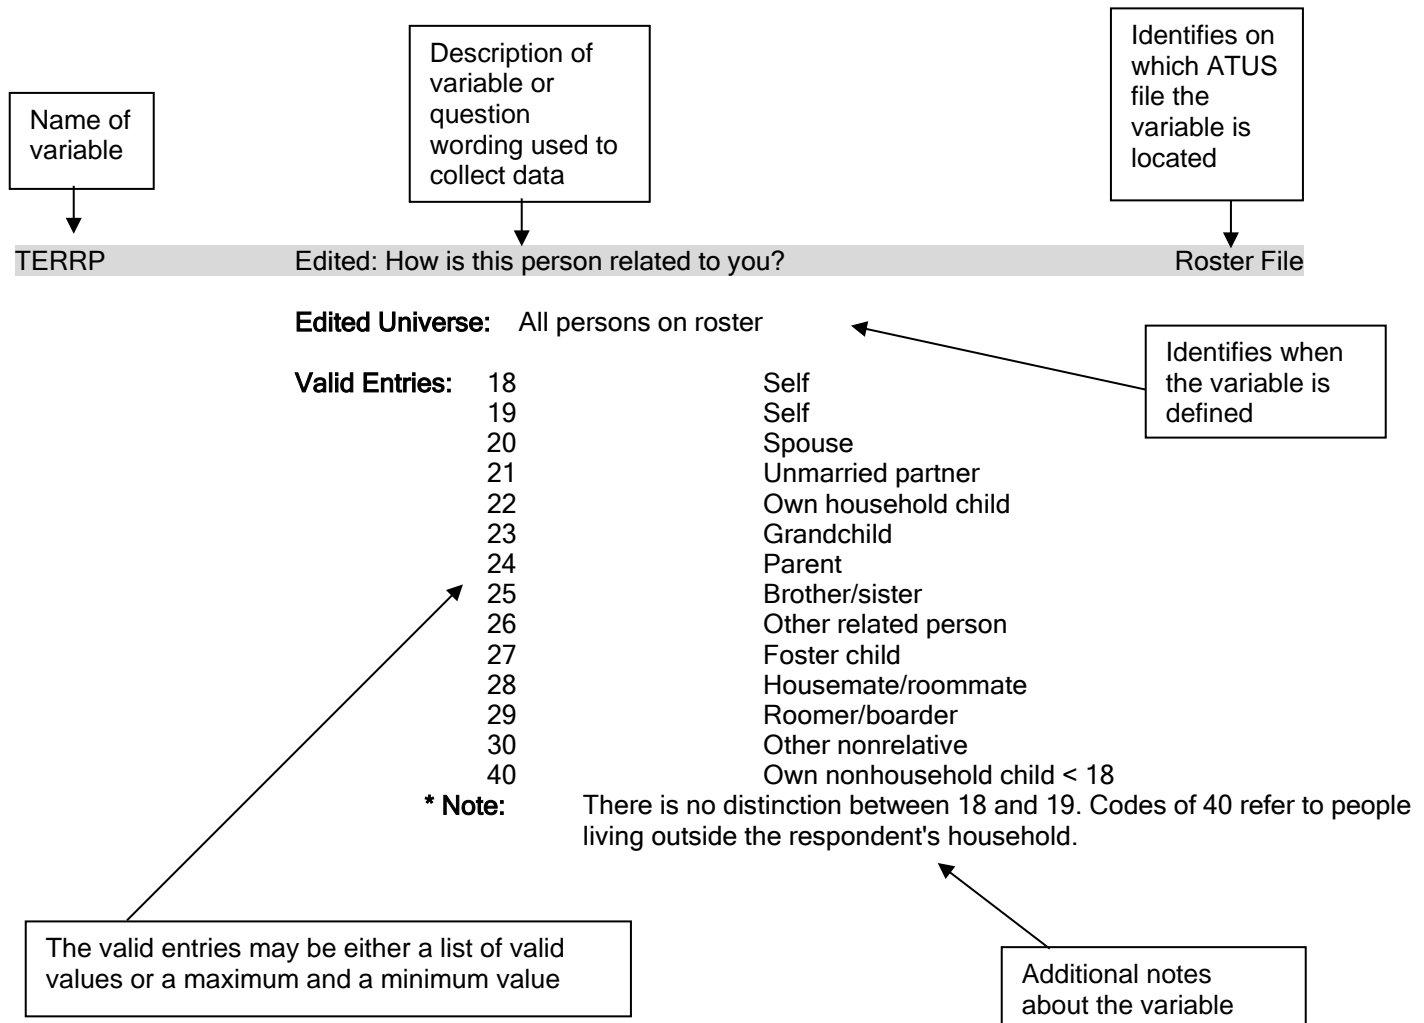 Name of
variable
Description of
variable or
question
wording used to
collect data
Identifies on
which ATUS
file the
variable is
located
TERRP Edited: How is this person related to you? Roster File
Edited Universe: All persons on roster
Identifies when
the variable is
defined
Valid Entries: 18 Self
19 Self
20 Spouse
21 Unmarried partner
22 Own household child
23 Grandchild
24 Parent
25 Brother/sister
26 Other related person
27 Foster child
28 Housemate/roommate
29 Roomer/boarder
30 Other nonrelative
40 Own nonhousehold child < 18
* Note: There is no distinction between 18 and 19. Codes of 40 refer to people
living outside the respondent's household.
The valid entries may be either a list of valid
values or a maximum and a minimum value
Additional notes
about the variable